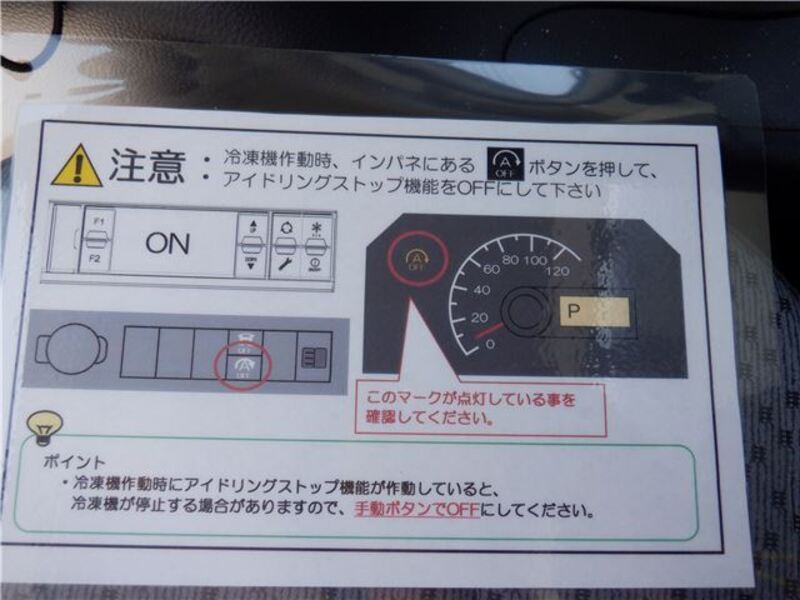 注意：冷凍機作動時、インパネにある A OFF ボタンを押して、
アイドリングストップ機能をOFFにして下さい
F1
F2
ON
UP
DOWN
A
OFF
0
20
40
60
80
100
120
P
OFF
A
OFF
このマークが点灯している事を
確認してください。
ポイント
・冷凍機作動時にアイドリングストップ機能が作動していると、
冷凍機が停止する場合がありますので、手動ボタンでOFFにしてください。